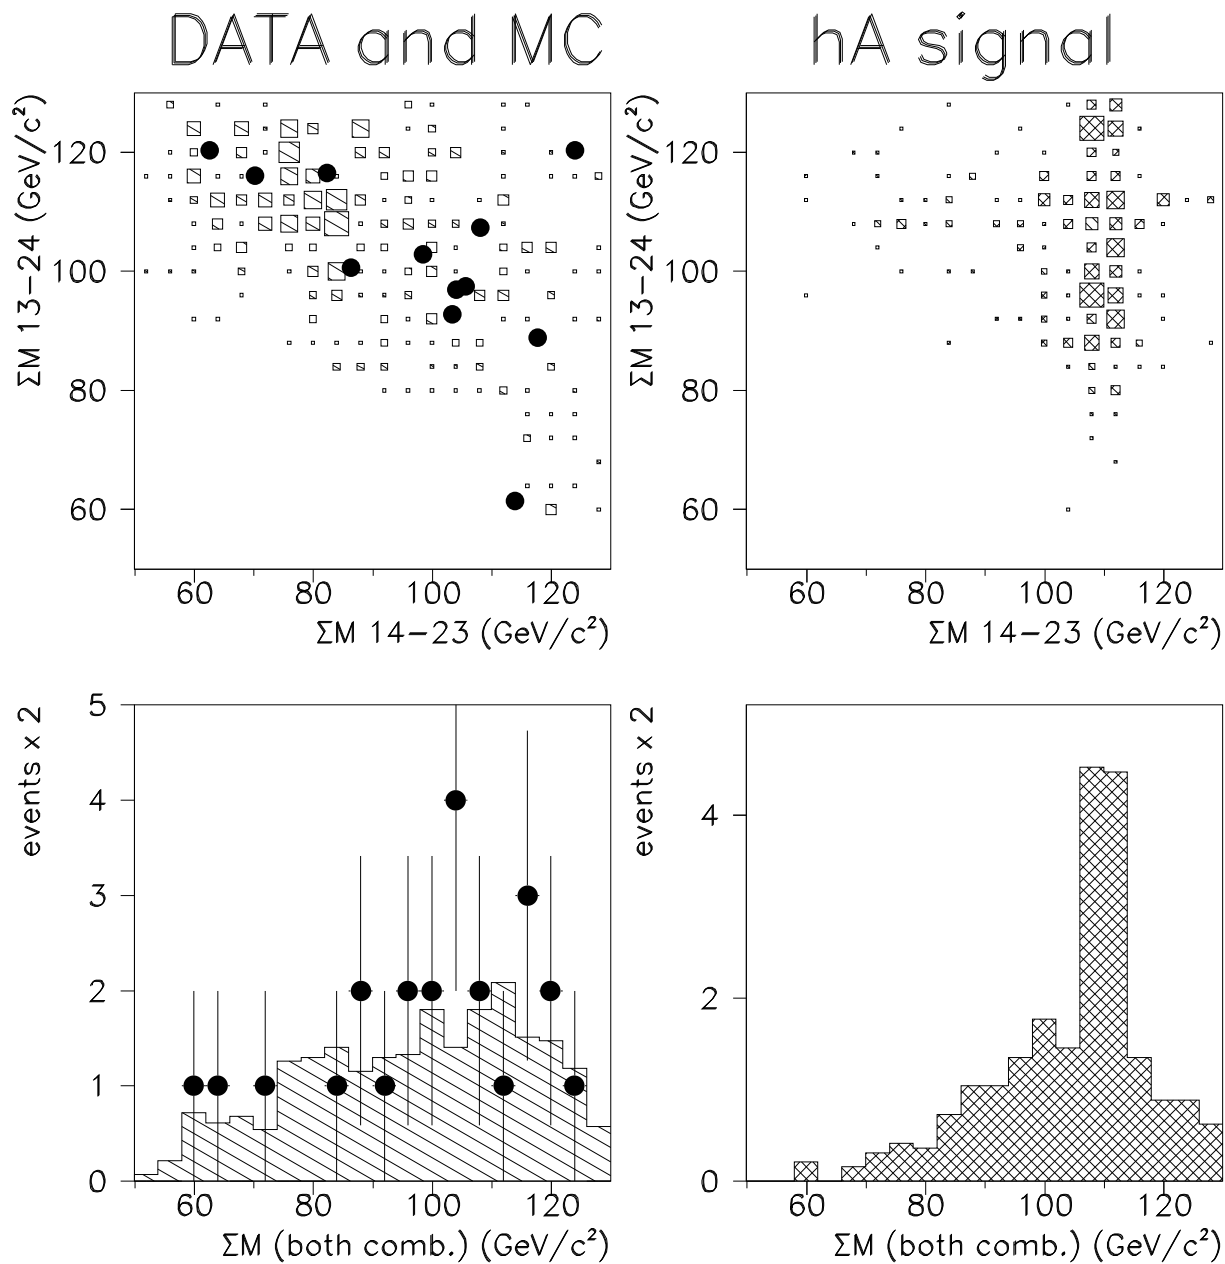 DATA and MC
hA signal
ΣM 13-24 (GeV/c²)
120
100
80
60
60 80 100 120
ΣM 14-23 (GeV/c²)
ΣM 13-24 (GeV/c²)
120
100
80
60
60 80 100 120
ΣM 14-23 (GeV/c²)
events x 2
5
4
3
2
1
0
60 80 100 120
ΣM (both comb.) (GeV/c²)
events x 2
4
2
0
60 80 100 120
ΣM (both comb.) (GeV/c²)